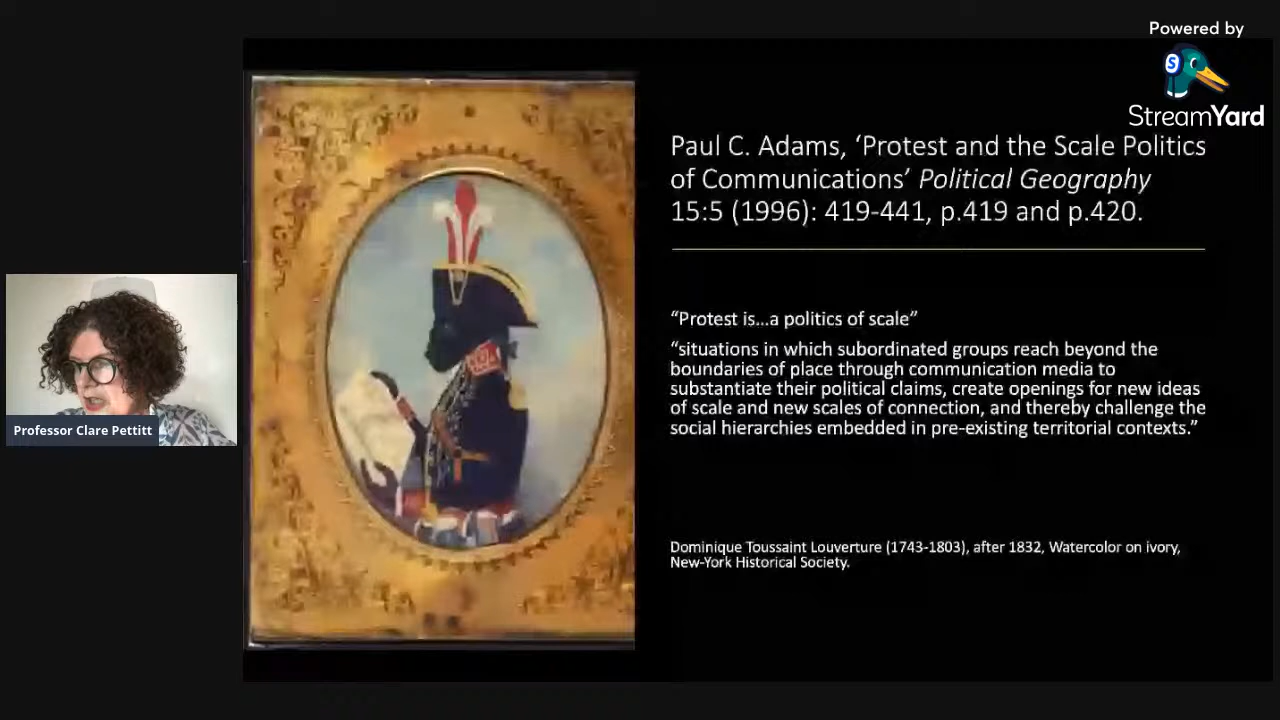 Powered by
StreamYard
Paul C. Adams, ‘Protest and the Scale Politics
of Communications’ Political Geography
15:5 (1996): 419-441, p.419 and p.420.
“Protest is...a politics of scale”
“situations in which subordinated groups reach beyond the
boundaries of place through communication media to
substantiate their political claims, create openings for new ideas
of scale and new scales of connection, and thereby challenge the
social hierarchies embedded in pre-existing territorial contexts.”
Dominique Toussaint Louverture (1743-1803), after 1832, Watercolor on ivory,
New-York Historical Society.
Professor Clare Pettitt